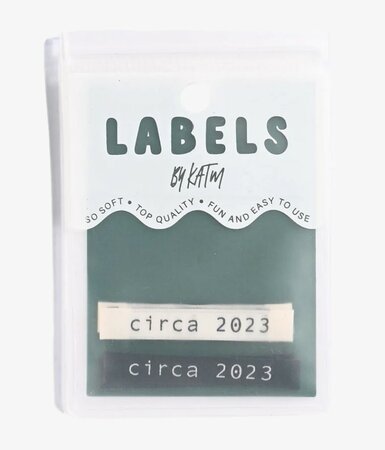 LABELS
BY KATM
SO SOFT • TOP QUALITY • FUN AND EASY TO USE
circa 2023
circa 2023